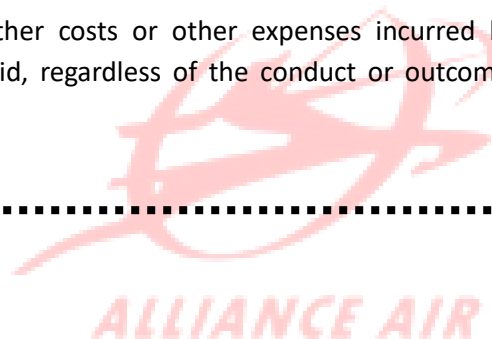 ther costs or other expenses incurred
id, regardless of the conduct or outcom
ALLIANCE AIR